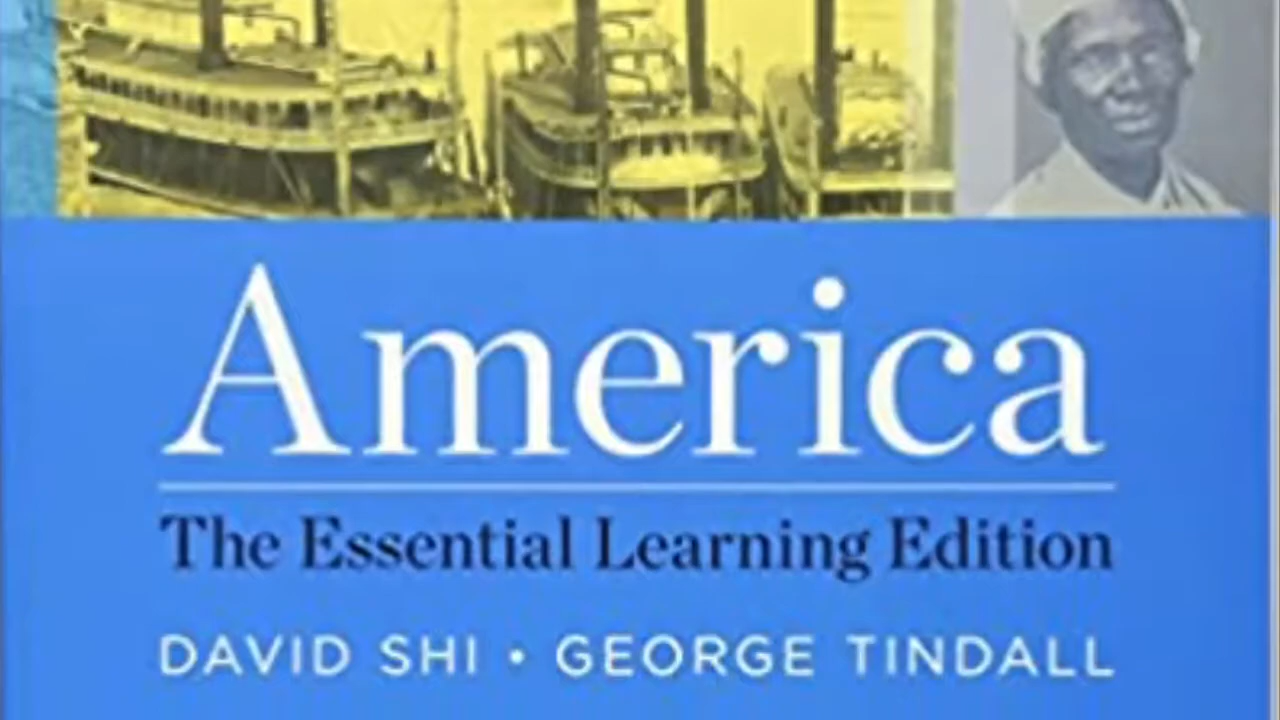 America
The Essential Learning Edition
DAVID SHI • GEORGE TINDALL